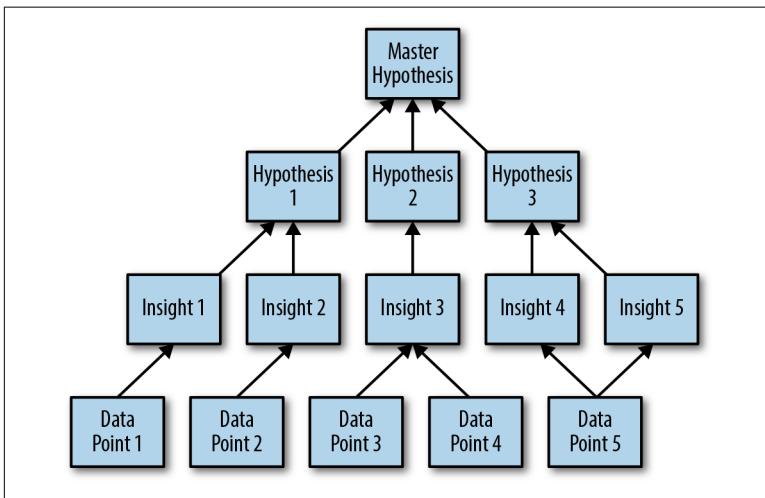 Master
Hypothesis
Hypothesis
1
Hypothesis
2
Hypothesis
3
Insight 1
Insight 2
Insight 3
Insight 4
Insight 5
Data
Point 1
Data
Point 2
Data
Point 3
Data
Point 4
Data
Point 5